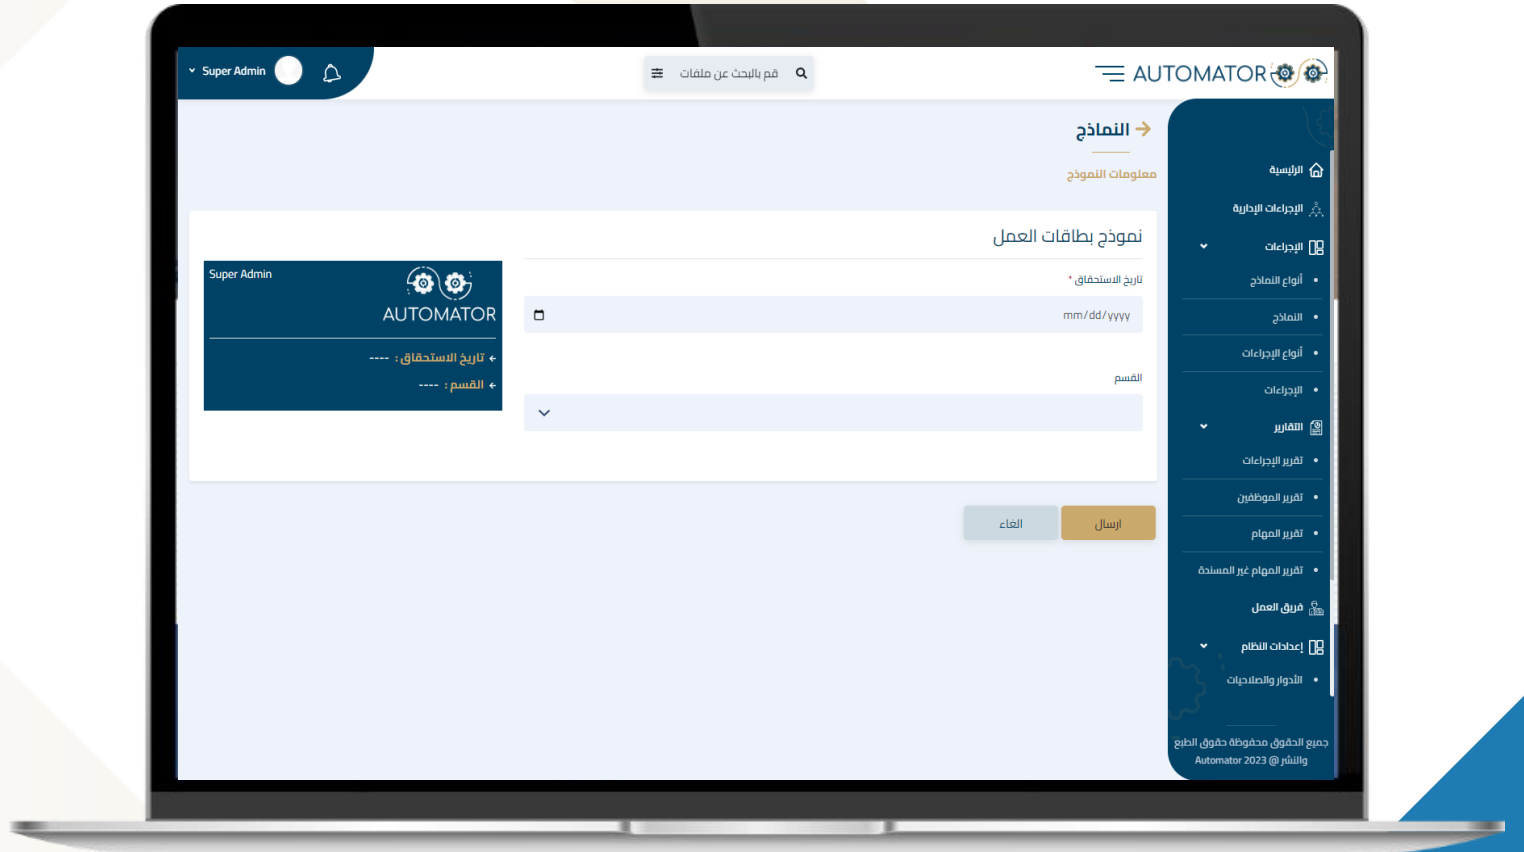 AUTOMATOR
قم بالبحث عن ملفات
Super Admin
الرئيسية
الإجراءات الإدارية
الإجراءات
أنواع النماذج
النماذج
أنواع الإجراءات
الإجراءات
التقارير
تقرير الإجراءات
تقرير الموظفين
تقرير المهام
تقرير المهام غير المسندة
فريق العمل
إعدادات النظام
الأدوار والصلاحيات
جميع الحقوق محفوظة حقوق الطبع
والنشر @ Automator 2023
النماذج
معلومات النموذج
نموذج بطاقات العمل
تاريخ الاستحقاق *
mm/dd/yyyy
القسم
Super Admin
AUTOMATOR
تاريخ الاستحقاق : ----
القسم : ----
ارسال
الغاء